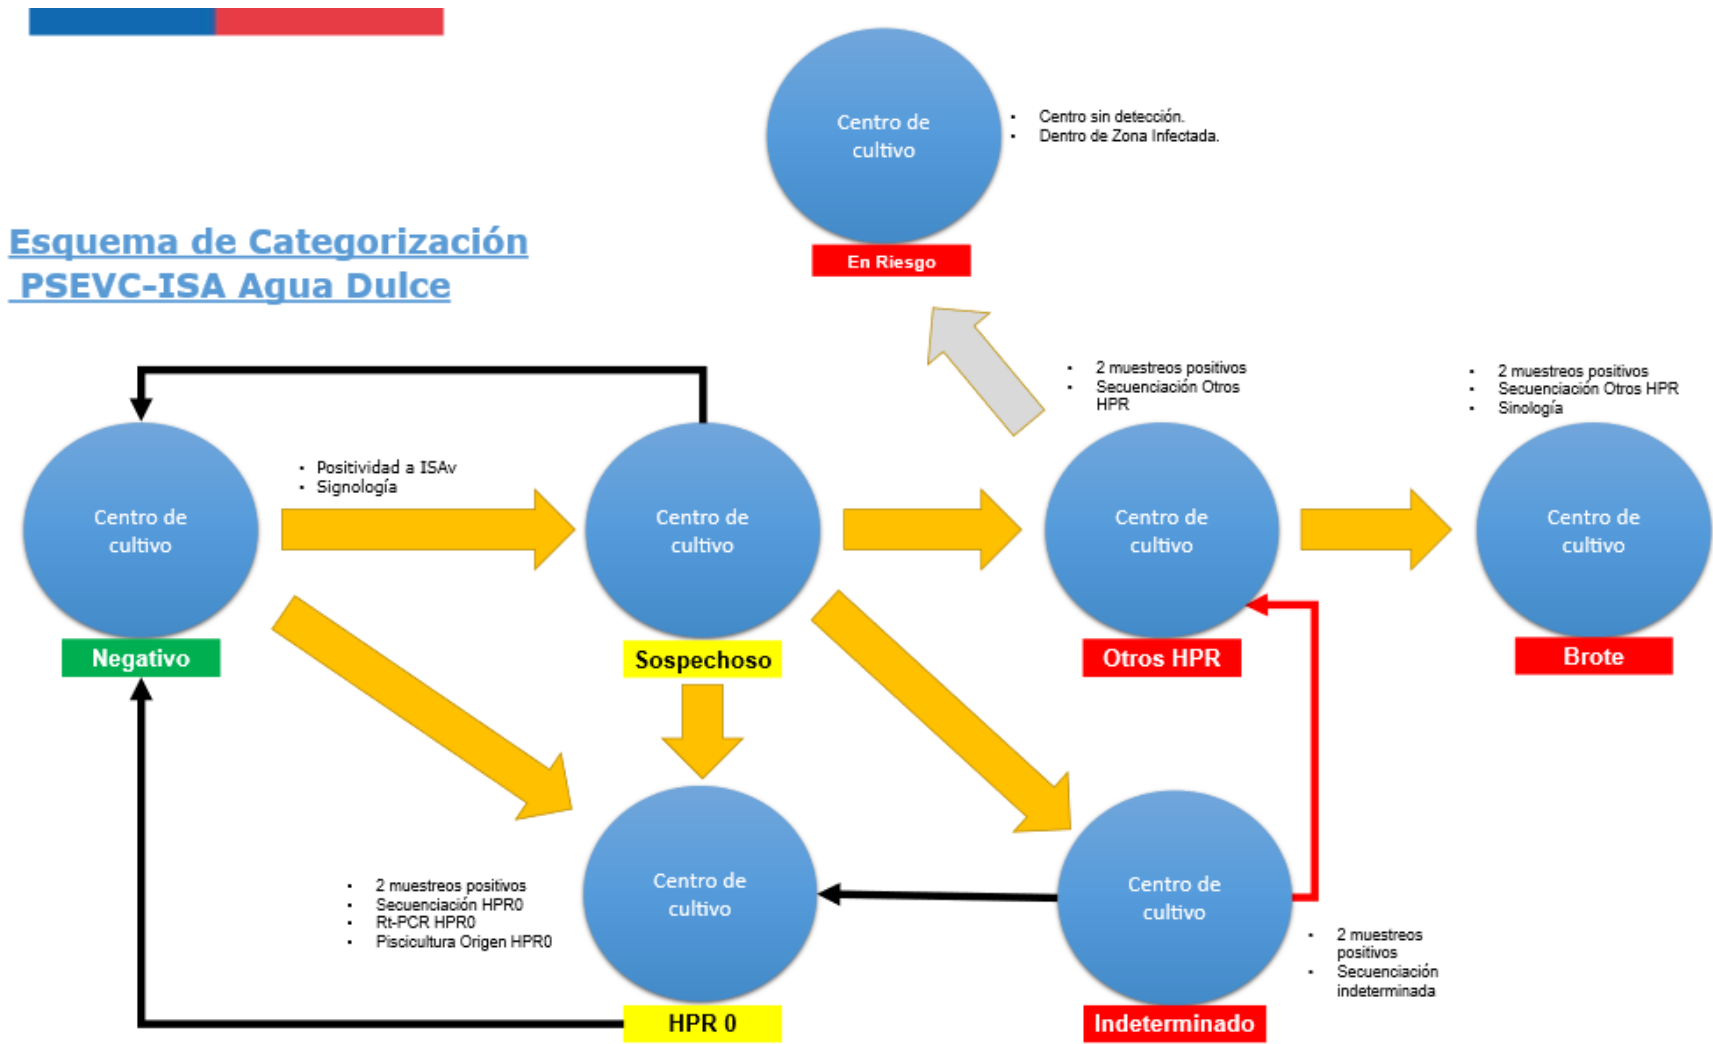 Centro de
cultivo
▪ Centro sin detección.
▪ Dentro de Zona Infectada.
En Riesgo
Esquema de Categorización
PSEVC-ISA Agua Dulce
▪ 2 muestreos positivos
▪ Secuenciación Otros
HPR
▪ 2 muestreos positivos
▪ Secuenciación Otros HPR
▪ Sinología
Centro de
cultivo
Negativo
▪ Positividad a ISAv
▪ Signología
Centro de
cultivo
Sospechoso
Centro de
cultivo
Otros HPR
Centro de
cultivo
Brote
▪ 2 muestreos positivos
▪ Secuenciación HPR0
▪ Rt-PCR HPR0
▪ Piscicultura Origen HPR0
Centro de
cultivo
HPR 0
Centro de
cultivo
Indeterminado
▪ 2 muestreos
positivos
▪ Secuenciación
indeterminada